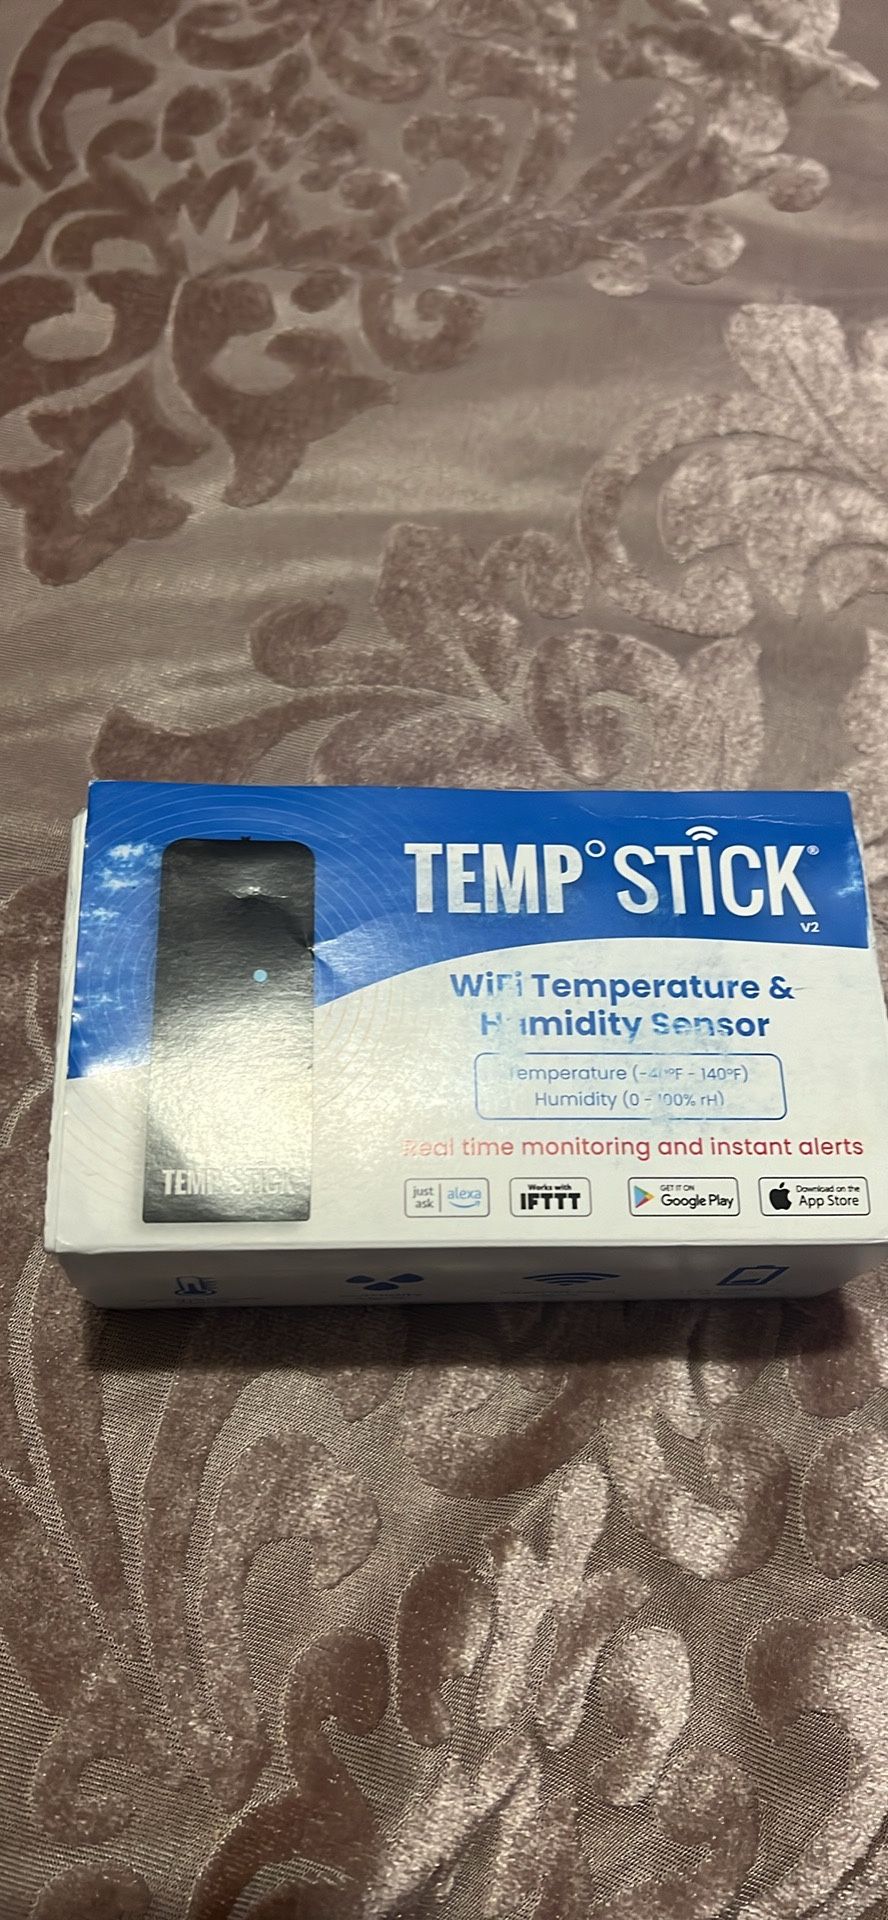 TEMP° STICK®
V2
WiFi Temperature &
Humidity Sensor
Temperature (-40°F - 140°F)
Humidity (0 - 100% rH)
Real time monitoring and instant alerts
just ask | alexa
Works with IFTTT
GET IT ON Google Play
Download on the App Store
TEMP°STICK